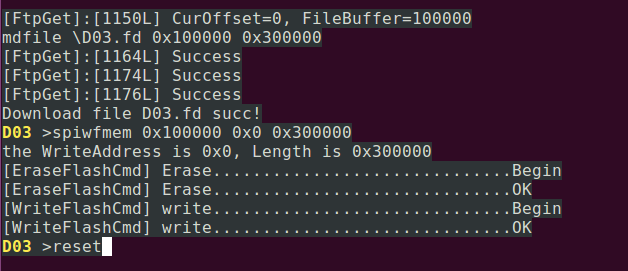 [FtpGet]:[1150L] CurOffset=0, FileBuffer=100000
mdfile \D03.fd 0x100000 0x300000
[FtpGet]:[1164L] Success
[FtpGet]:[1174L] Success
[FtpGet]:[1176L] Success
Download file D03.fd succ!
D03 >spiwfmem 0x100000 0x0 0x300000
the WriteAddress is 0x0, Length is 0x300000
[EraseFlashCmd] Erase...............................Begin
[EraseFlashCmd] Erase...............................OK
[WriteFlashCmd] write...............................Begin
[WriteFlashCmd] write...............................OK
D03 >reset